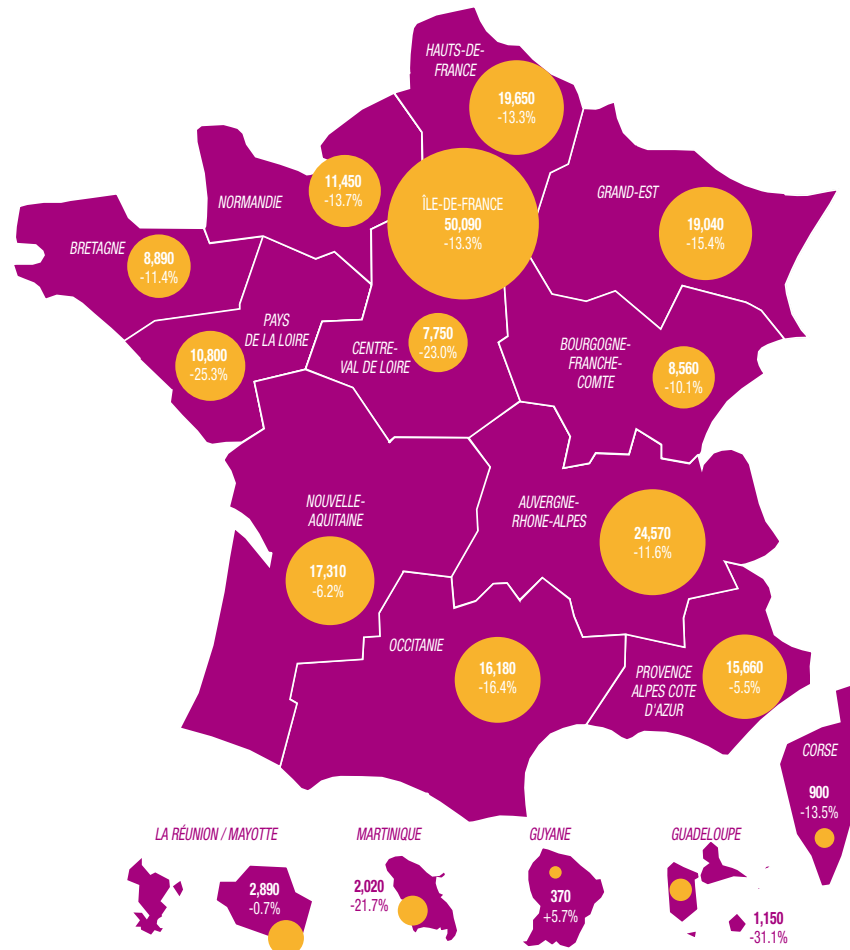 HAUTS-DE-
FRANCE
19,650
-13.3%
NORMANDIE
11,450
-13.7%
ÎLE-DE-FRANCE
50,090
-13.3%
GRAND-EST
19,040
-15.4%
BRETAGNE
8,890
-11.4%
PAYS
DE LA LOIRE
10,800
-25.3%
CENTRE-
VAL DE LOIRE
7,750
-23.0%
BOURGOGNE-
FRANCHE-
COMTE
8,560
-10.1%
NOUVELLE-
AQUITAINE
17,310
-6.2%
AUVERGNE-
RHONE-ALPES
24,570
-11.6%
OCCITANIE
16,180
-16.4%
PROVENCE
ALPES COTE
D'AZUR
15,660
-5.5%
CORSE
900
-13.5%
LA RÉUNION / MAYOTTE
2,890
-0.7%
MARTINIQUE
2,020
-21.7%
GUYANE
370
+5.7%
GUADELOUPE
1,150
-31.1%